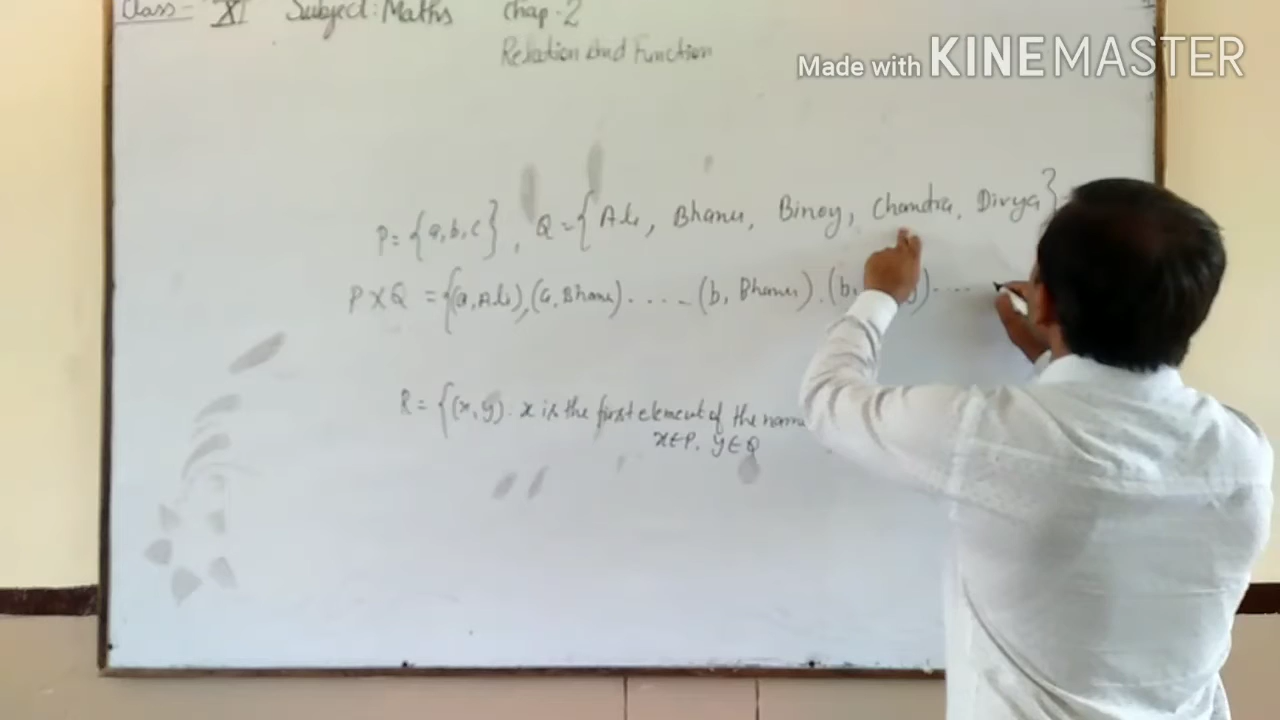 Class - XI Subject: Maths Chap-2
Relation and Function
Made with KINEMASTER
P = {a, b, c}, Q = {Ali, Bhanu, Binoy, Chandra, Divya}
P X Q = {(a, Ali), (a, Bhanu) . . . . . (b, Bhanu), (b, ) . . . .
R = {(x, y). x is the first element of the name
x∈P, y∈Q